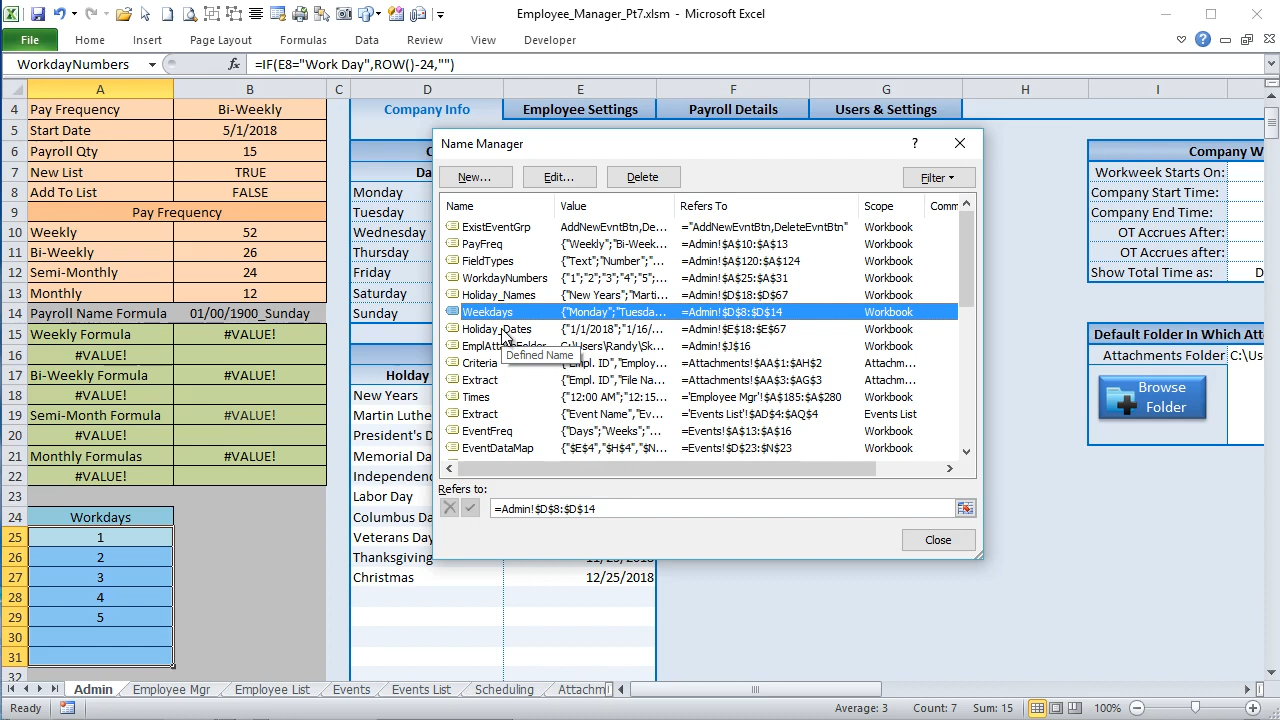 Employee_Manager_Pt7.xlsm - Microsoft Excel
File Home Insert Page Layout Formulas Data Review View Developer
WorkdayNumbers fx =IF(E8="Work Day",ROW()-24,"")
A B C D E F G H I
4 Pay Frequency Bi-Weekly Company Info Employee Settings Payroll Details Users & Settings
5 Start Date 5/1/2018
6 Payroll Qty 15 Company W
7 New List TRUE Da Workweek Starts On:
8 Add To List FALSE Monday Company Start Time:
9 Pay Frequency Tuesday Company End Time:
10 Weekly 52 Wednesday OT Accrues After:
11 Bi-Weekly 26 Thursday OT Accrues After:
12 Semi-Monthly 24 Friday Show Total Time as: D
13 Monthly 12 Saturday
14 Payroll Name Formula 01/00/1900_Sunday Sunday
15 Weekly Formula #VALUE! Default Folder In Which At
16 #VALUE! Attachments Folder C:\Us
17 Bi-Weekly Formula #VALUE! Holday Browse Folder
18 #VALUE! New Years
19 Semi-Month Formula #VALUE! Martin Luthe
20 #VALUE! President's D
21 Monthly Formulas #VALUE! Memorial Da
22 #VALUE! Independenc
23 Labor Day
24 Workdays Columbus Da
25 1 Veterans Day
26 2 Thanksgiving
27 3 Christmas 12/25/2018
28 4
29 5
30
31
32
Name Manager ?
New... Edit... Delete Filter
Name Value Refers To Scope Comm
ExistEventGrp AddNewEvntBtn,De... ="AddNewEvntBtn,DeleteEvntBtn" Workbook
PayFreq {"Weekly";"Bi-Week... =Admin!$A$10:$A$13 Workbook
FieldTypes {"Text";"Number";"... =Admin!$A$120:$A$124 Workbook
WorkdayNumbers {"1";"2";"3";"4";"5";... =Admin!$A$25:$A$31 Workbook
Holiday_Names {"New Years";"Marti... =Admin!$D$18:$D$67 Workbook
Weekdays {"Monday";"Tuesda... =Admin!$D$8:$D$14 Workbook
Holiday_Dates {"1/1/2018";"1/16/... =Admin!$E$18:$E$67 Workbook
=Admin!$J$16 Workbook
Defined Name
Criteria =Attachments!$AA$1:$AH$2 Attachm...
Extract {"Empl. ID","File Na... =Attachments!$AA$3:$AG$3 Attachm...
Times {"12:00 AM";"12:15... ='Employee Mgr'!$A$185:$A$280 Workbook
Extract {"Event Name","Ev... ='Events List'!$AD$4:$AQ$4 Events List
EventFreq {"Days";"Weeks";"... =Events!$A$13:$A$16 Workbook
EventDataMap {"$E$4","$H$4","$N... =Events!$D$23:$N$23 Workbook
Refers to:
=Admin!$D$8:$D$14
Close
Admin Employee Mgr Employee List Events Events List Scheduling Attachm
Ready Average: 3 Count: 7 Sum: 15 100%